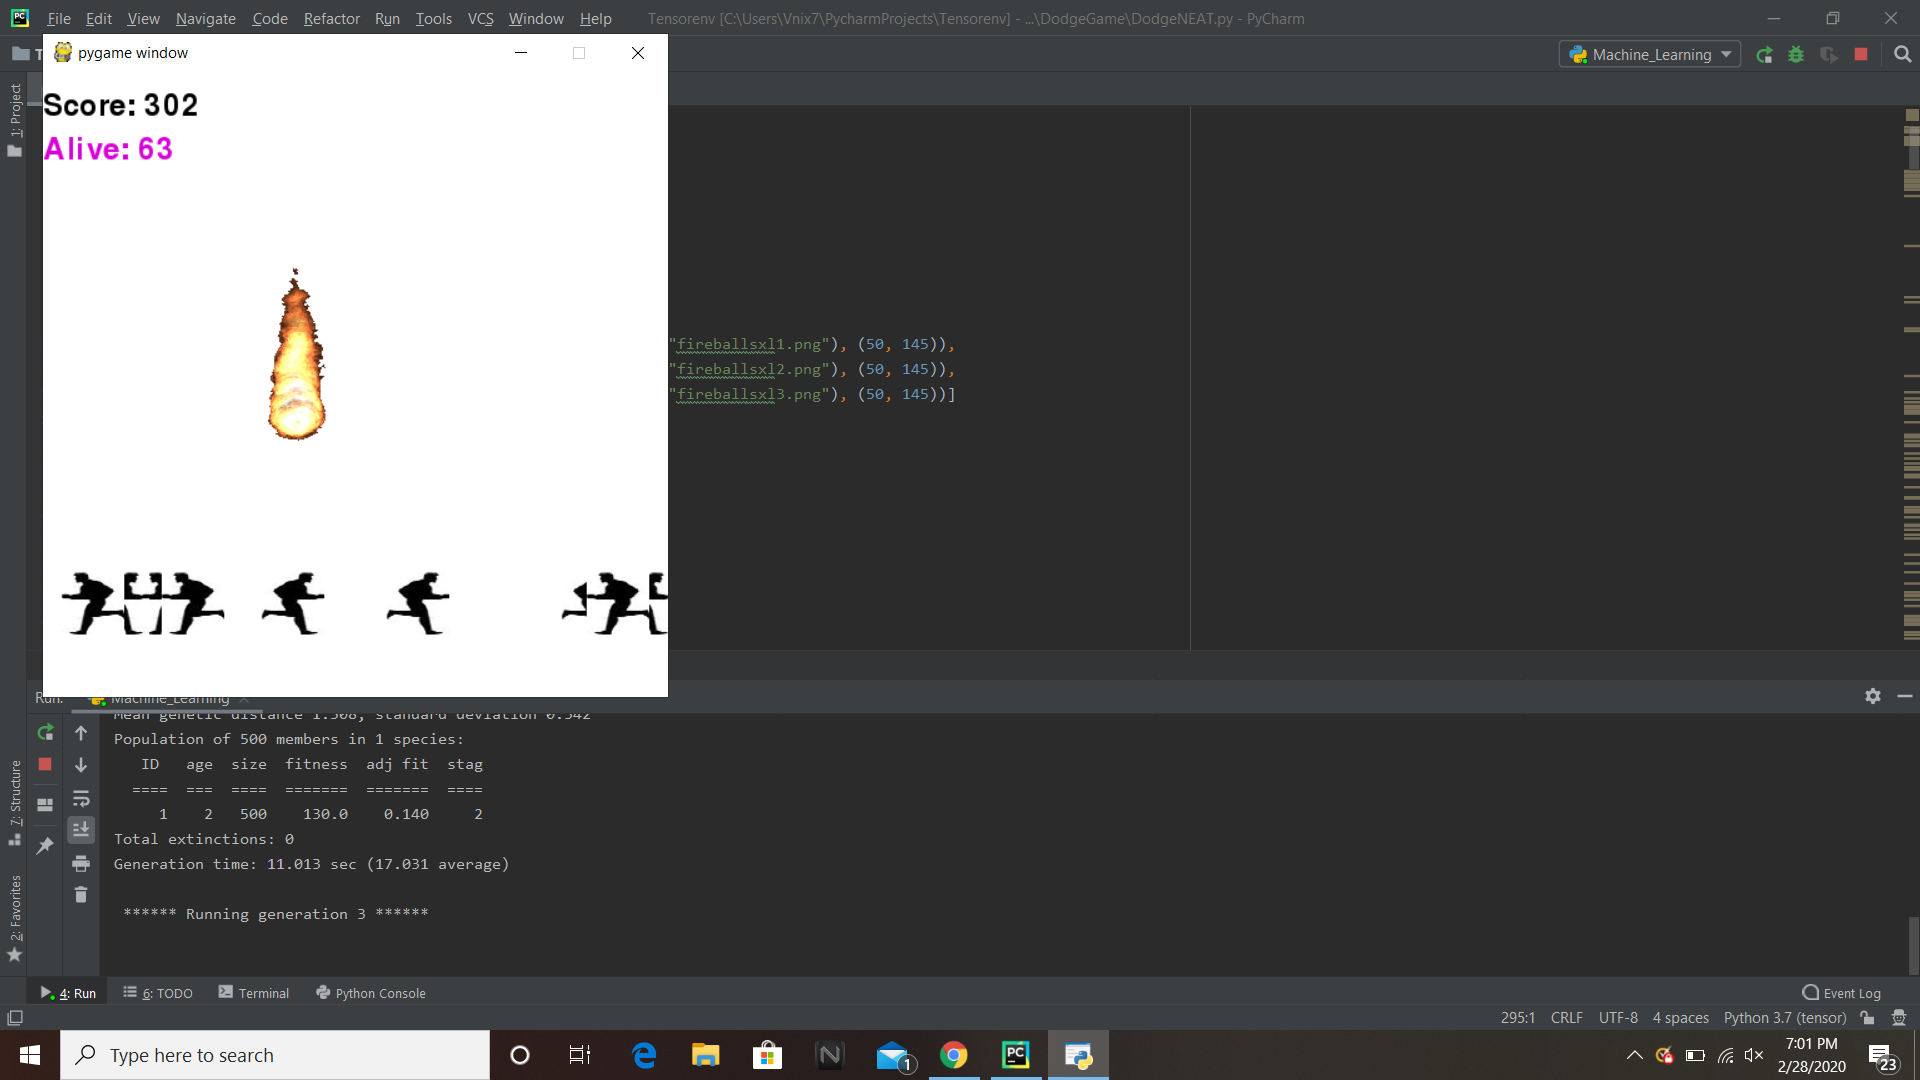 File Edit View Navigate Code Refactor Run Tools VCS Window Help Tensorenv [C:\Users\Vnix7\PycharmProjects\Tensorenv] - ...\DodgeGame\DodgeNEAT.py - PyCharm
T
Machine_Learning
pygame window
1: Project
Score: 302
Alive: 63
"fireballsxl1.png"), (50, 145)),
"fireballsxl2.png"), (50, 145)),
"fireballsxl3.png"), (50, 145))]
Run: Machine_Learning
Mean genetic distance 1.508, standard deviation 0.542
Population of 500 members in 1 species:
ID age size fitness adj fit stag
==== === ==== ======= ======= ====
1 2 500 130.0 0.140 2
Total extinctions: 0
Generation time: 11.013 sec (17.031 average)
****** Running generation 3 ******
7: Structure
2: Favorites
4: Run 6: TODO Terminal Python Console Event Log
295:1 CRLF UTF-8 4 spaces Python 3.7 (tensor)
Type here to search
1
7:01 PM
2/28/2020
23